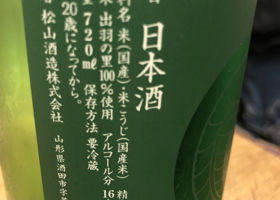 日本酒
料名 米(国産)・米こうじ(国産米)
米 出羽の里100%使用 アルコール分 16
量 720ml 保存方法 要冷蔵
20歳になってから。
松山酒造株式会社 山形県酒田市字